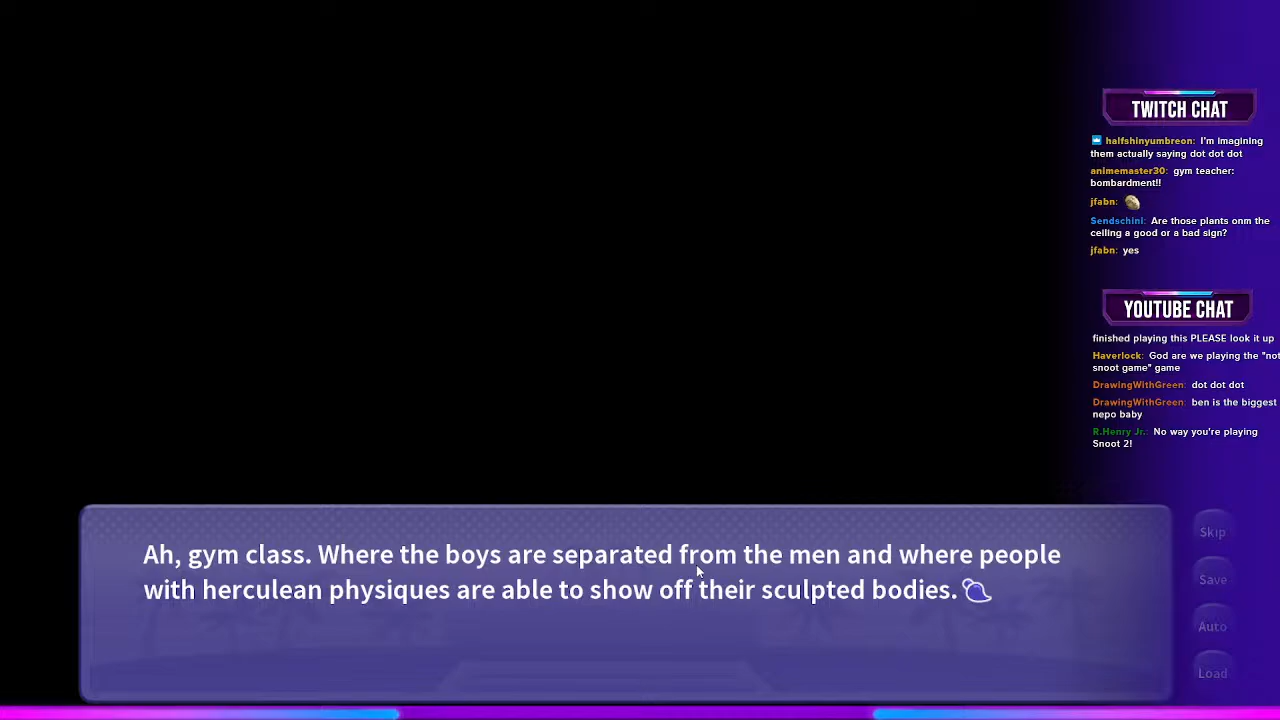 TWITCH CHAT
halfshinyumbreon: I'm imagining
them actually saying dot dot dot
animemaster30: gym teacher:
bombardment!!
jfabn:
Sendschini: Are those plants onm the
ceiling a good or a bad sign?
jfabn: yes
YOUTUBE CHAT
finished playing this PLEASE look it up
Haverlock: God are we playing the "not
snoot game" game
DrawingWithGreen: dot dot dot
DrawingWithGreen: ben is the biggest
nepo baby
R.Henry Jr.: No way you're playing
Snoot 2!
Ah, gym class. Where the boys are separated from the men and where people
with herculean physiques are able to show off their sculpted bodies.
Skip
Save
Auto
Load